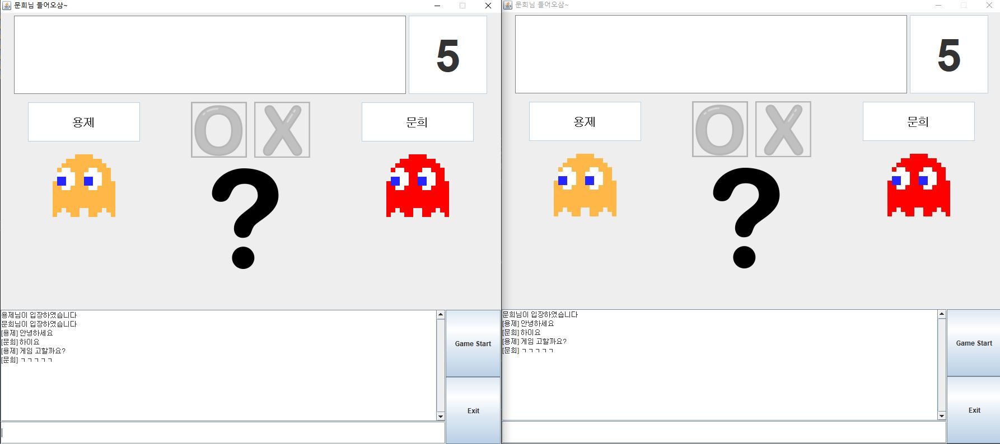 문희님 들어오삼~
5
용제
O X
문희
?
용제님이 입장하였습니다
문희님이 입장하였습니다
[용제] 안녕하세요
[문희] 하이요
[용제] 게임 고할까요?
[문희] ㄱㄱㄱㄱㄱ
Game Start
Exit
문희님 들어오삼~
5
용제
O X
문희
?
문희님이 입장하였습니다
[용제] 안녕하세요
[문희] 하이요
[용제] 게임 고할까요?
[문희] ㄱㄱㄱㄱㄱ
Game Start
Exit